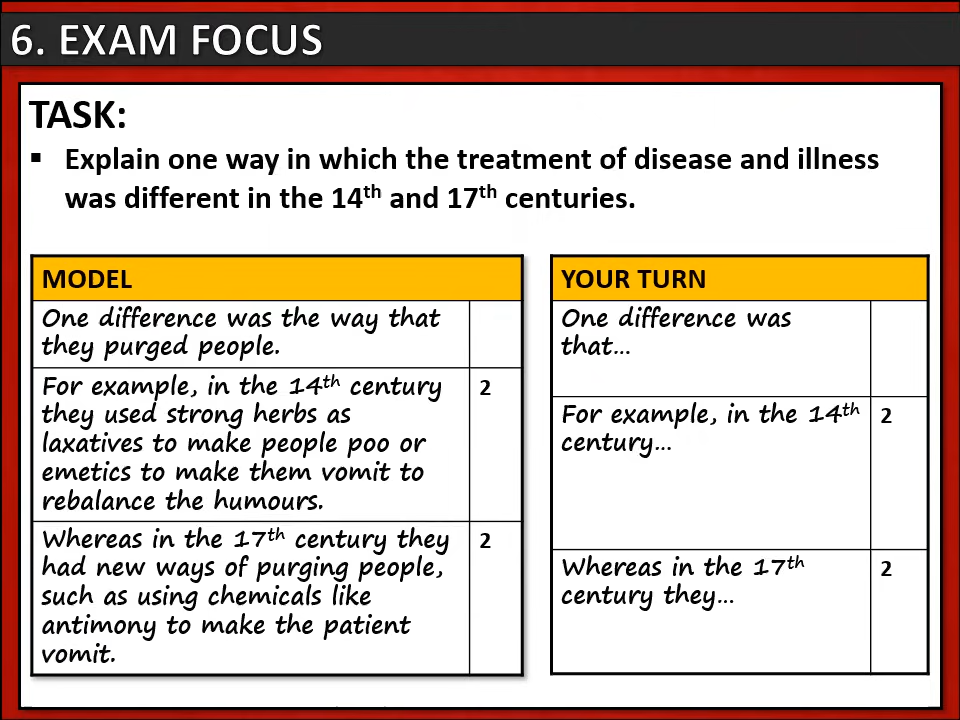 6. EXAM FOCUS
TASK:
▪ Explain one way in which the treatment of disease and illness
was different in the 14th and 17th centuries.
MODEL
One difference was the way that
they purged people.
For example, in the 14th century
they used strong herbs as
laxatives to make people poo or
emetics to make them vomit to
rebalance the humours.
2
Whereas in the 17th century they
had new ways of purging people,
such as using chemicals like
antimony to make the patient
vomit.
2
YOUR TURN
One difference was
that…
For example, in the 14th
century…
2
Whereas in the 17th
century they…
2